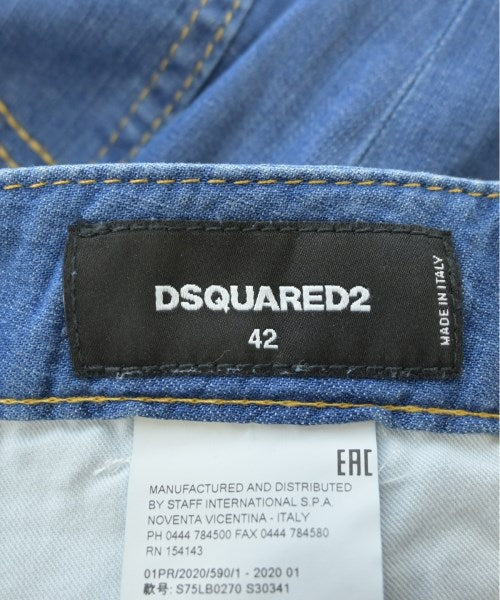 DSQUARED2
42
MADE IN ITALY
EAC
MANUFACTURED AND DISTRIBUTED
BY STAFF INTERNATIONAL S.P.A.
NOVENTA VICENTINA - ITALY
PH 0444 784500 FAX 0444 784580
RN 154143
01PR/2020/590/1 - 2020 01
款号: S75LB0270 S30341